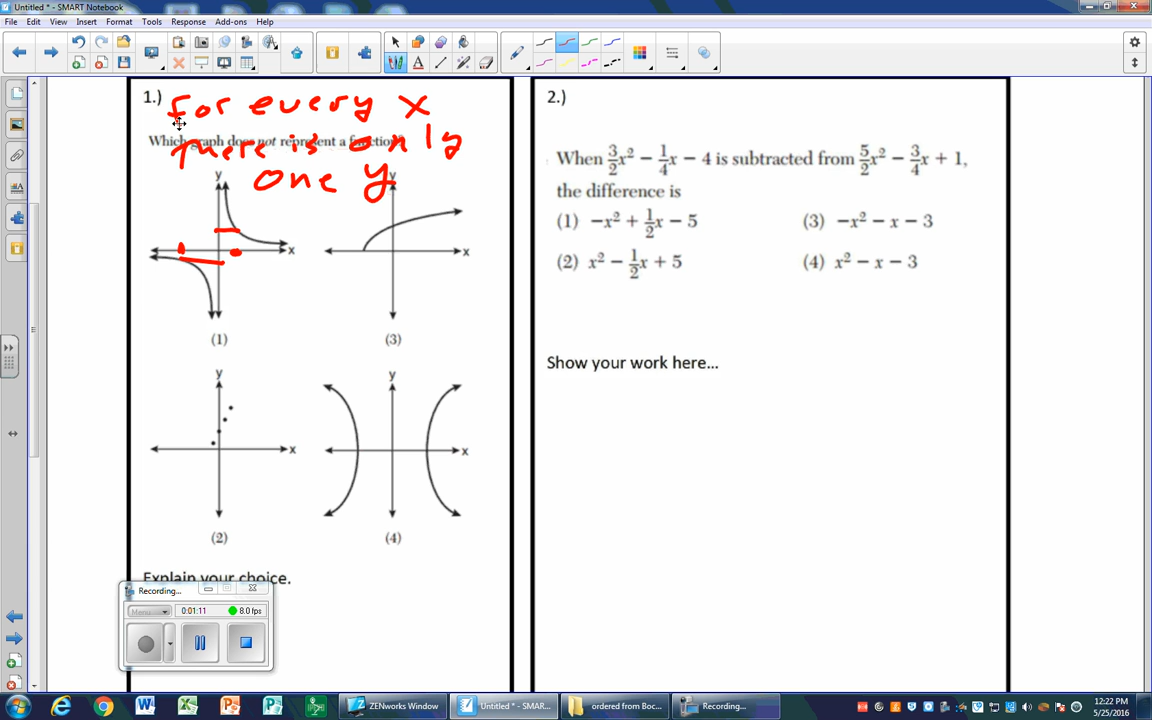 Untitled * - SMART Notebook
File Edit View Insert Format Tools Response Add-ons Help
1.) For every x
Which graph does not represent a function?
There is only
one y
y
x
(1)
y
x
(3)
y
x
(2)
y
x
(4)
Explain your choice.
2.)
When 3/2x² − 1/4x − 4 is subtracted from 5/2x² − 3/4x + 1,
the difference is
(1) −x² + 1/2x − 5 (3) −x² − x − 3
(2) x² − 1/2x + 5 (4) x² − x − 3
Show your work here...
Recording...
Menu 0:01:11 8.0 fps
ZENworks Window Untitled * - SMAR... ordered from Boc... Recording...
12:22 PM
5/25/2016